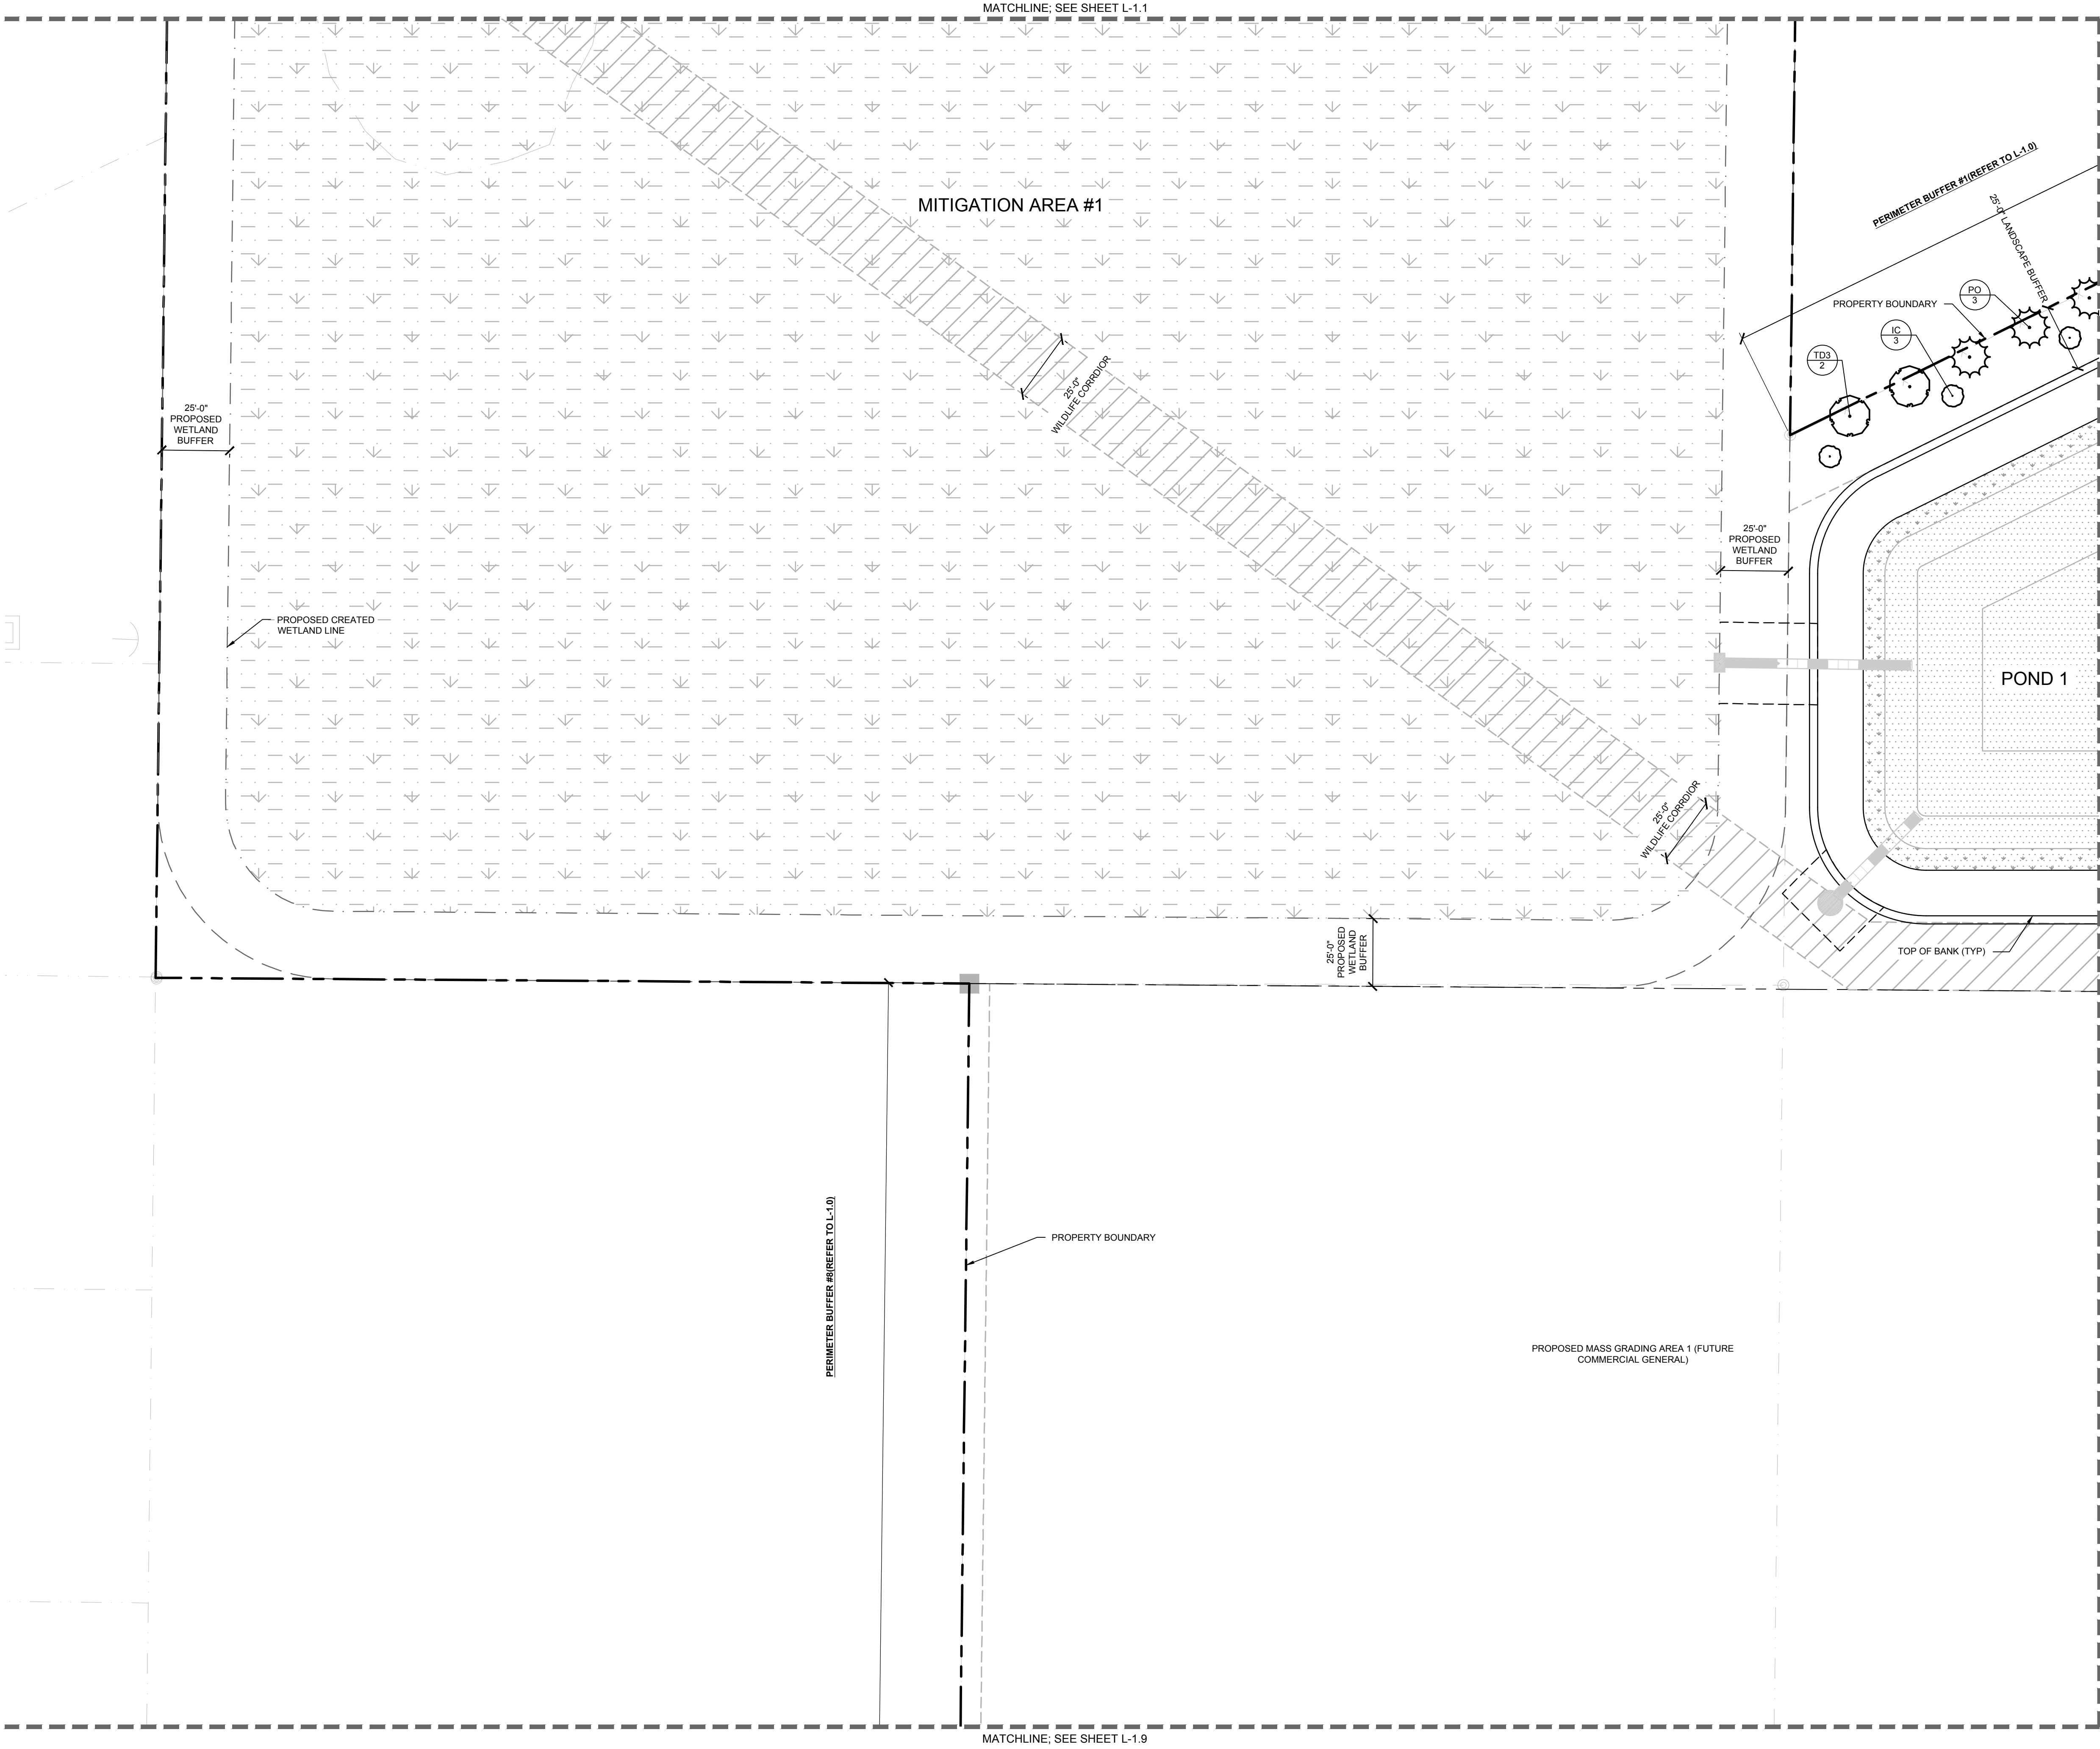 MATCHLINE; SEE SHEET L-1.1
MITIGATION AREA #1
PERIMETER BUFFER #1(REFER TO L-1.0)
25'-0" LANDSCAPE BUFFER
PROPERTY BOUNDARY
PO
3
IC
3
TD3
2
25'-0"
WILDLIFE CORRDIOR
25'-0"
PROPOSED
WETLAND
BUFFER
25'-0"
PROPOSED
WETLAND
BUFFER
PROPOSED CREATED
WETLAND LINE
POND 1
25'-0"
WILDLIFE CORRDIOR
25'-0"
PROPOSED
WETLAND
BUFFER
TOP OF BANK (TYP)
PERIMETER BUFFER #8(REFER TO L-1.0)
PROPERTY BOUNDARY
PROPOSED MASS GRADING AREA 1 (FUTURE
COMMERCIAL GENERAL)
MATCHLINE; SEE SHEET L-1.9